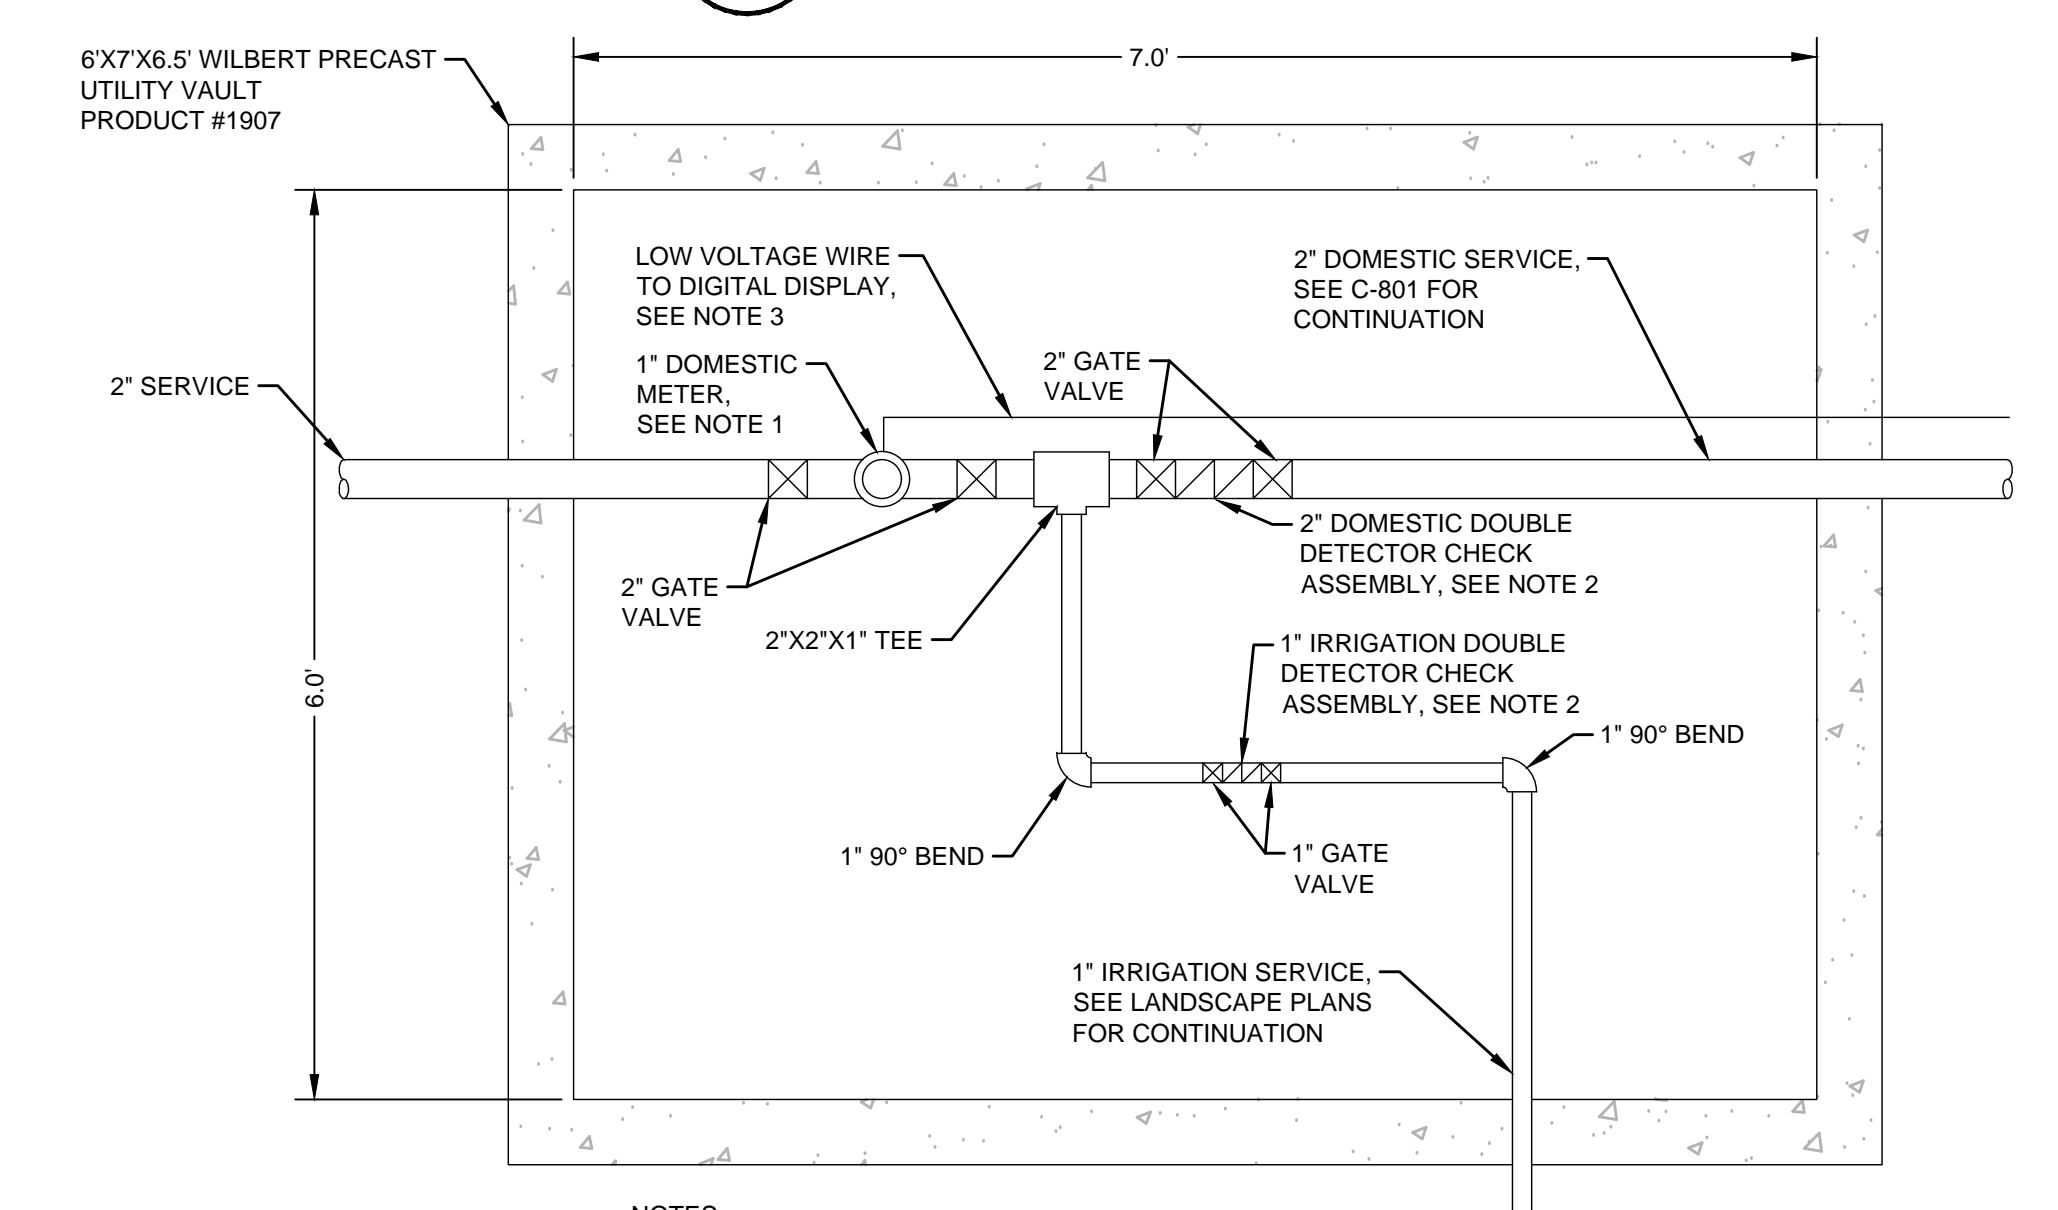 6'X7'X6.5' WILBERT PRECAST
UTILITY VAULT
PRODUCT #1907
7.0'
LOW VOLTAGE WIRE
TO DIGITAL DISPLAY,
SEE NOTE 3
2" DOMESTIC SERVICE,
SEE C-801 FOR
CONTINUATION
1" DOMESTIC
METER,
SEE NOTE 1
2" GATE
VALVE
2" SERVICE
2" DOMESTIC DOUBLE
DETECTOR CHECK
ASSEMBLY, SEE NOTE 2
2" GATE
VALVE
2"X2"X1" TEE
1" IRRIGATION DOUBLE
DETECTOR CHECK
ASSEMBLY, SEE NOTE 2
6.0'
1" 90° BEND
1" 90° BEND
1" GATE
VALVE
1" IRRIGATION SERVICE,
SEE LANDSCAPE PLANS
FOR CONTINUATION
NOTES